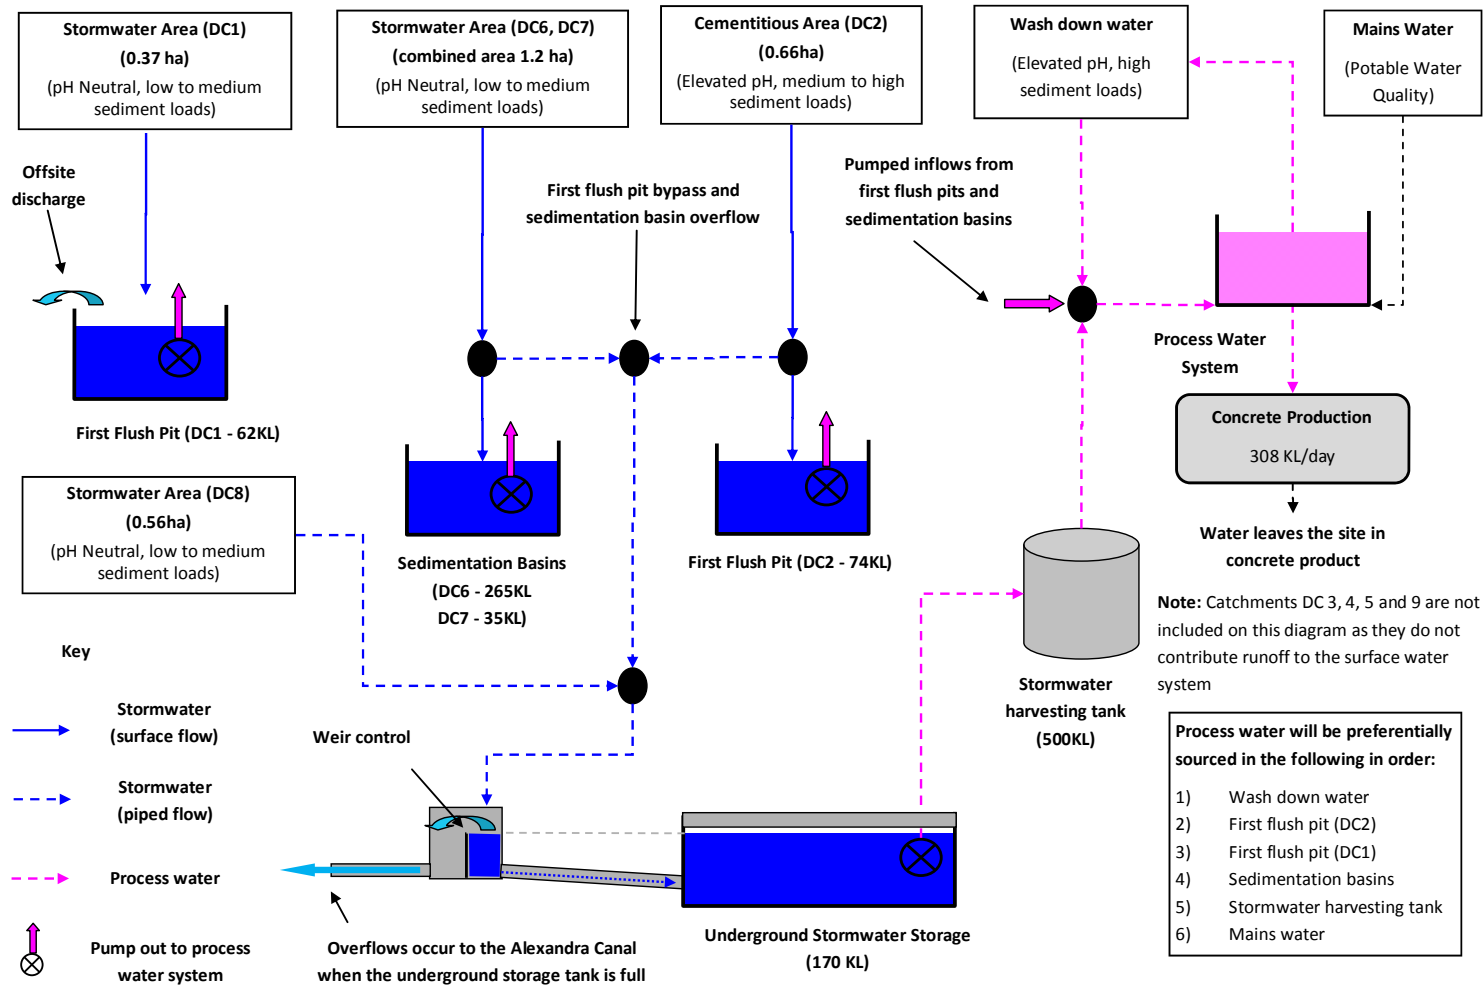 Stormwater Area (DC1)
(0.37 ha)
(pH Neutral, low to medium
sediment loads)
Stormwater Area (DC6, DC7)
(combined area 1.2 ha)
(pH Neutral, low to medium
sediment loads)
Cementitious Area (DC2)
(0.66ha)
(Elevated pH, medium to high
sediment loads)
Wash down water
(Elevated pH, high
sediment loads)
Mains Water
(Potable Water
Quality)
Offsite
discharge
First flush pit bypass and
sedimentation basin overflow
Pumped inflows from
first flush pits and
sedimentation basins
Process Water
System
First Flush Pit (DC1 - 62KL)
Concrete Production
308 KL/day
Stormwater Area (DC8)
(0.56ha)
(pH Neutral, low to medium
sediment loads)
Sedimentation Basins
(DC6 - 265KL
DC7 - 35KL)
First Flush Pit (DC2 - 74KL)
Water leaves the site in
concrete product
Note: Catchments DC 3, 4, 5 and 9 are not
included on this diagram as they do not
contribute runoff to the surface water
system
Key
Stormwater
(surface flow)
Stormwater
(piped flow)
Process water
Pump out to process
water system
Weir control
Stormwater
harvesting tank
(500KL)
Overflows occur to the Alexandra Canal
when the underground storage tank is full
Underground Stormwater Storage
(170 KL)
Process water will be preferentially
sourced in the following in order:
1) Wash down water
2) First flush pit (DC2)
3) First flush pit (DC1)
4) Sedimentation basins
5) Stormwater harvesting tank
6) Mains water